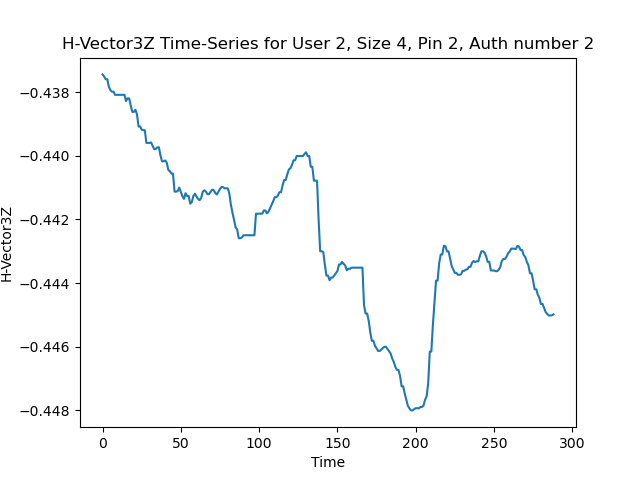 H-Vector3Z Time-Series for User 2, Size 4, Pin 2, Auth number 2
H-Vector3Z
−0.438
−0.440
−0.442
−0.444
−0.446
−0.448
0 50 100 150 200 250 300
Time